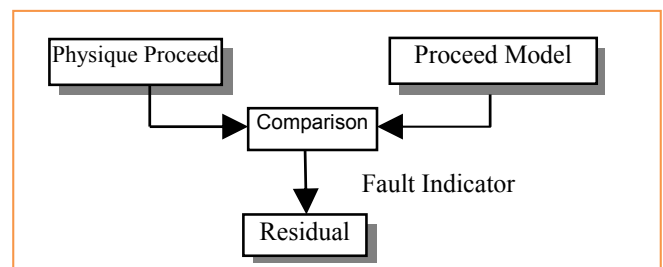 Physique Proceed
Proceed Model
Comparison
Fault Indicator
Residual